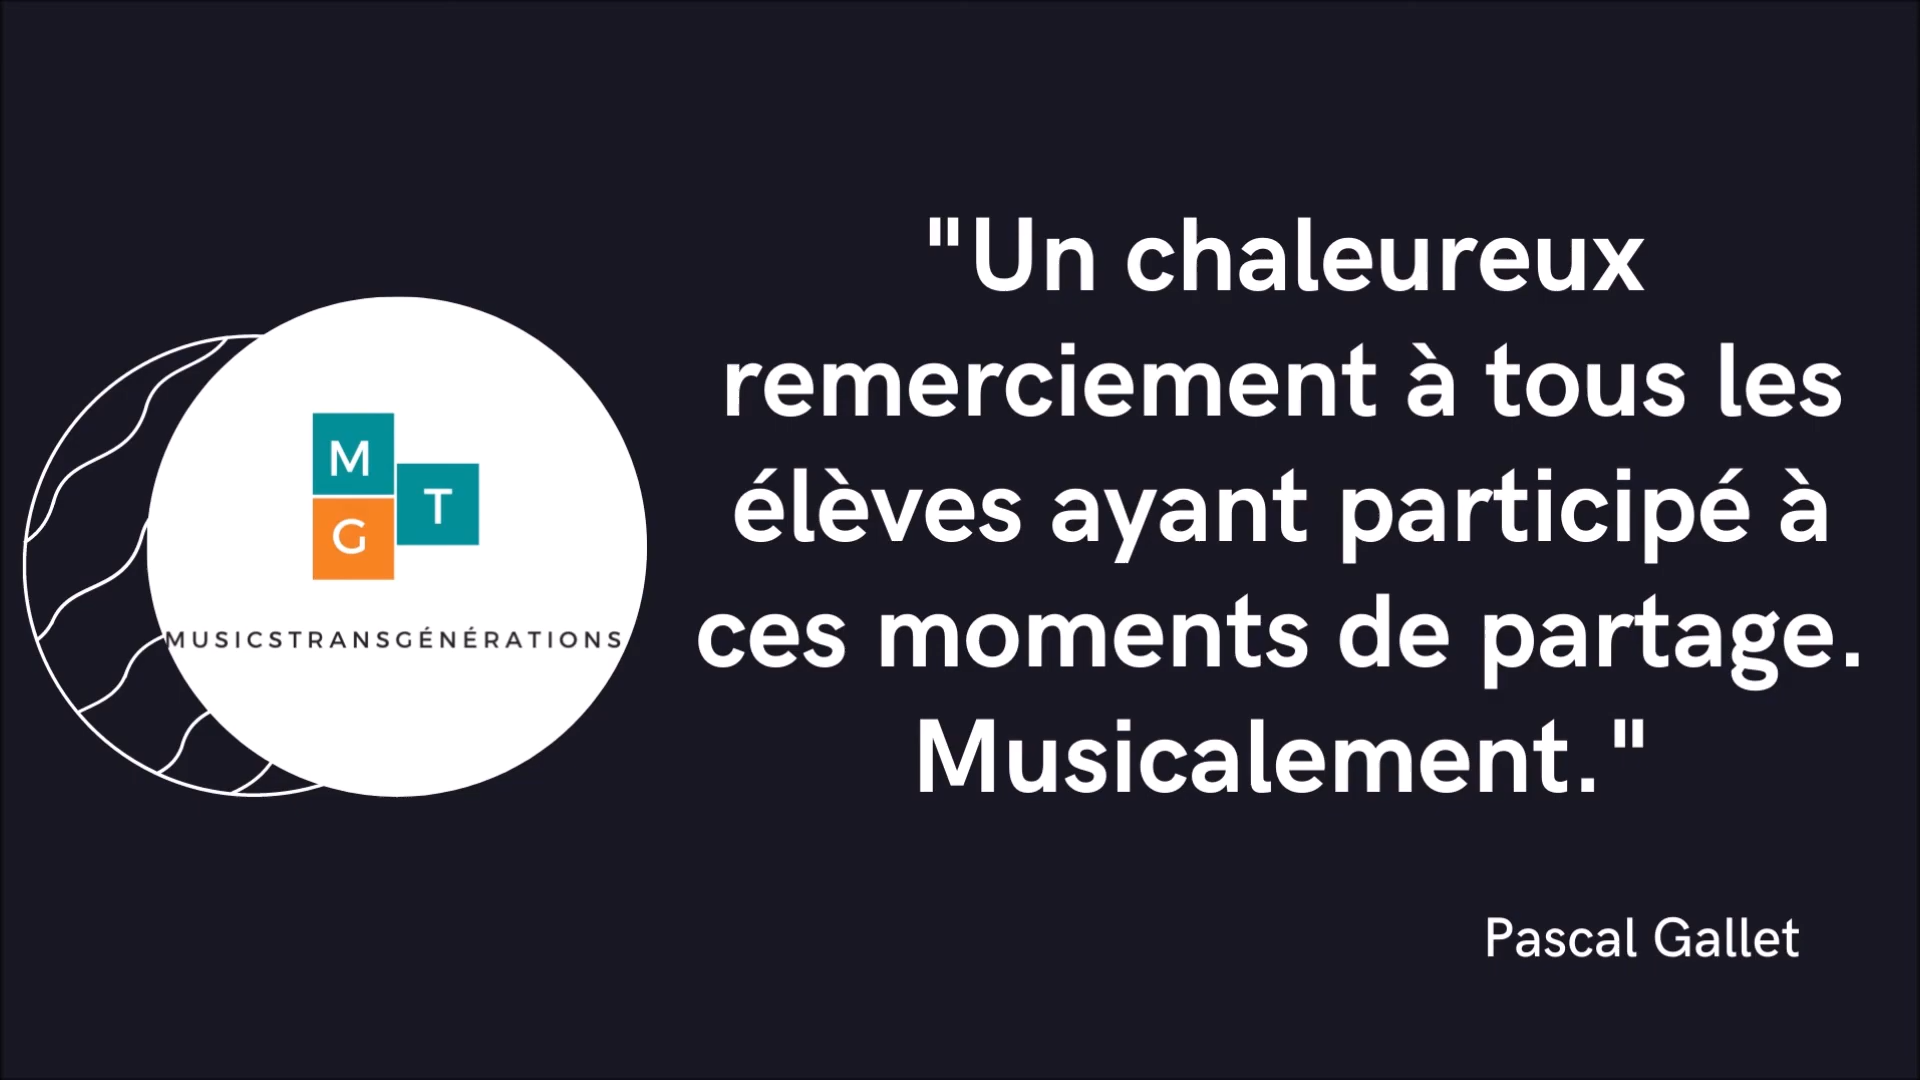 M
T
G
MUSICSTRANSGÉNÉRATIONS
"Un chaleureux
remerciement à tous les
élèves ayant participé à
ces moments de partage.
Musicalement."
Pascal Gallet